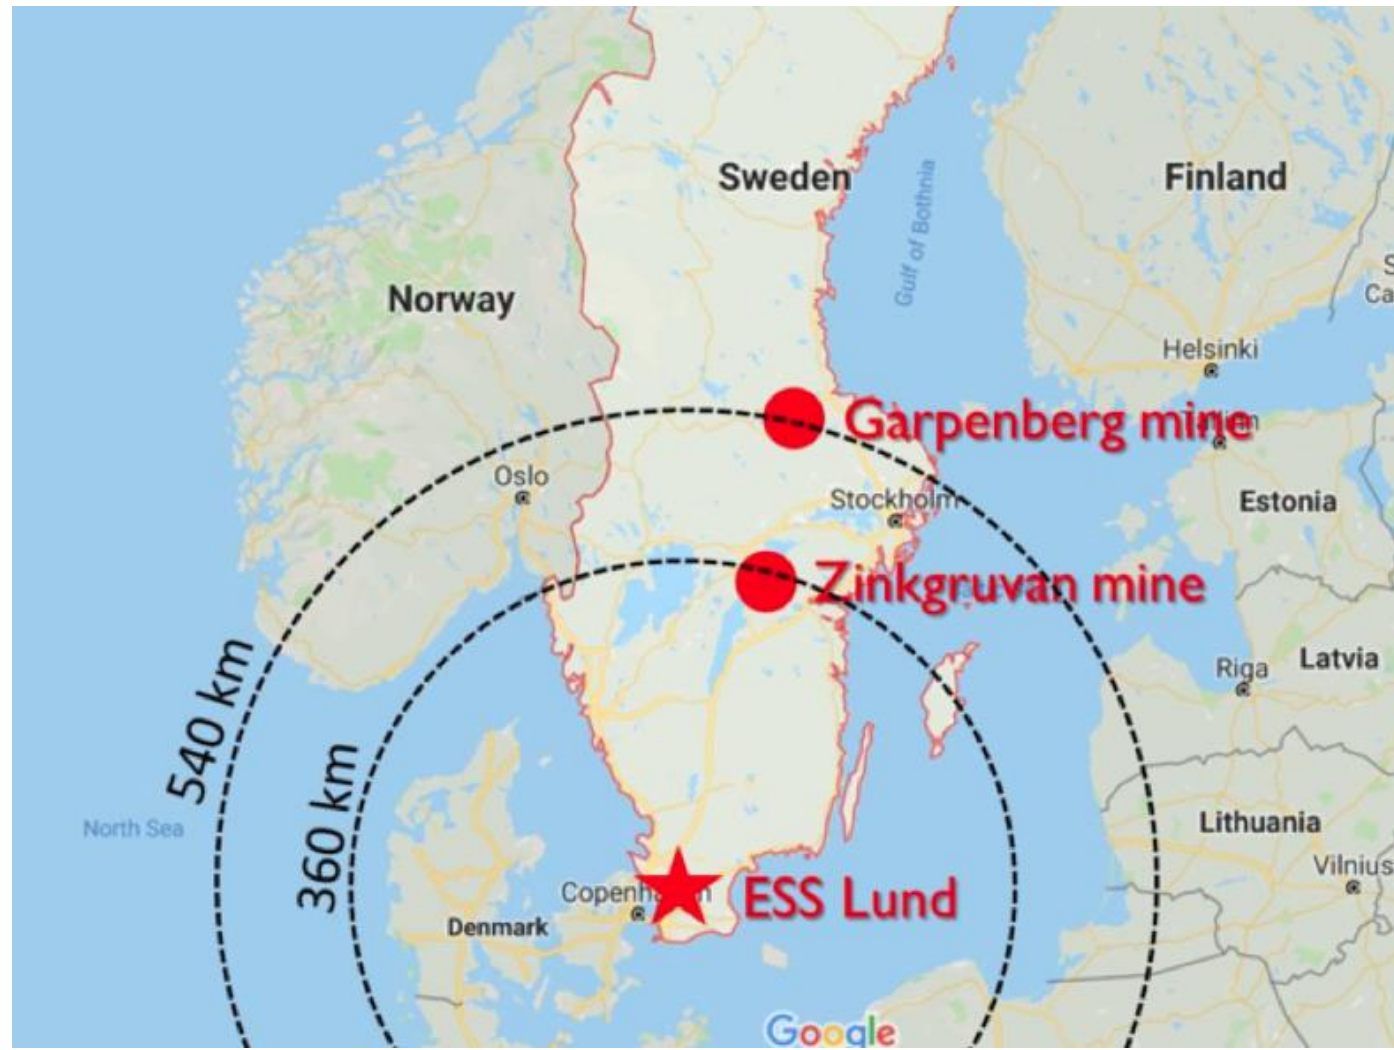 Sweden
Finland
Gulf of Bothnia
Norway
Helsinki
Garpenberg mine
Oslo
Stockholm
Estonia
Zinkgruvan mine
Riga
Latvia
540 km
360 km
North Sea
Lithuania
Vilnius
ESS Lund
Denmark
Google